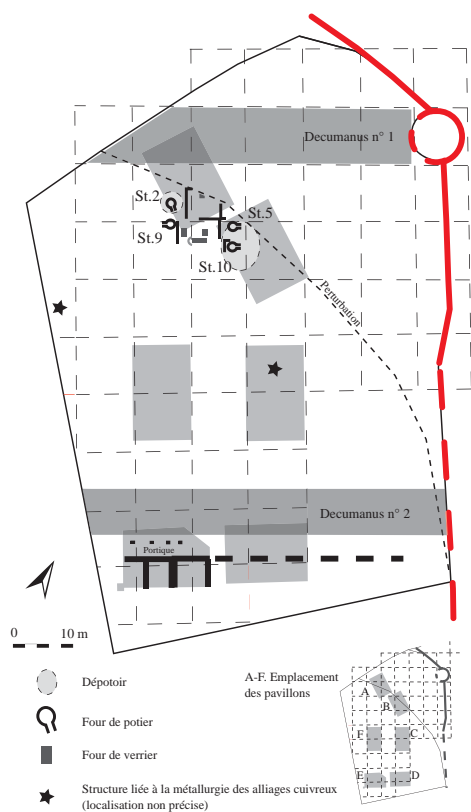 Decumanus n° 1
St.2
St.5
St.9
St.10
Perturbation
Decumanus n° 2
Portique
0 10 m
Dépotoir
Four de potier
Four de verrier
Structure liée à la métallurgie des alliages cuivreux
(localisation non précise)
A-F. Emplacement
des pavillons
A
B
F
C
E
D